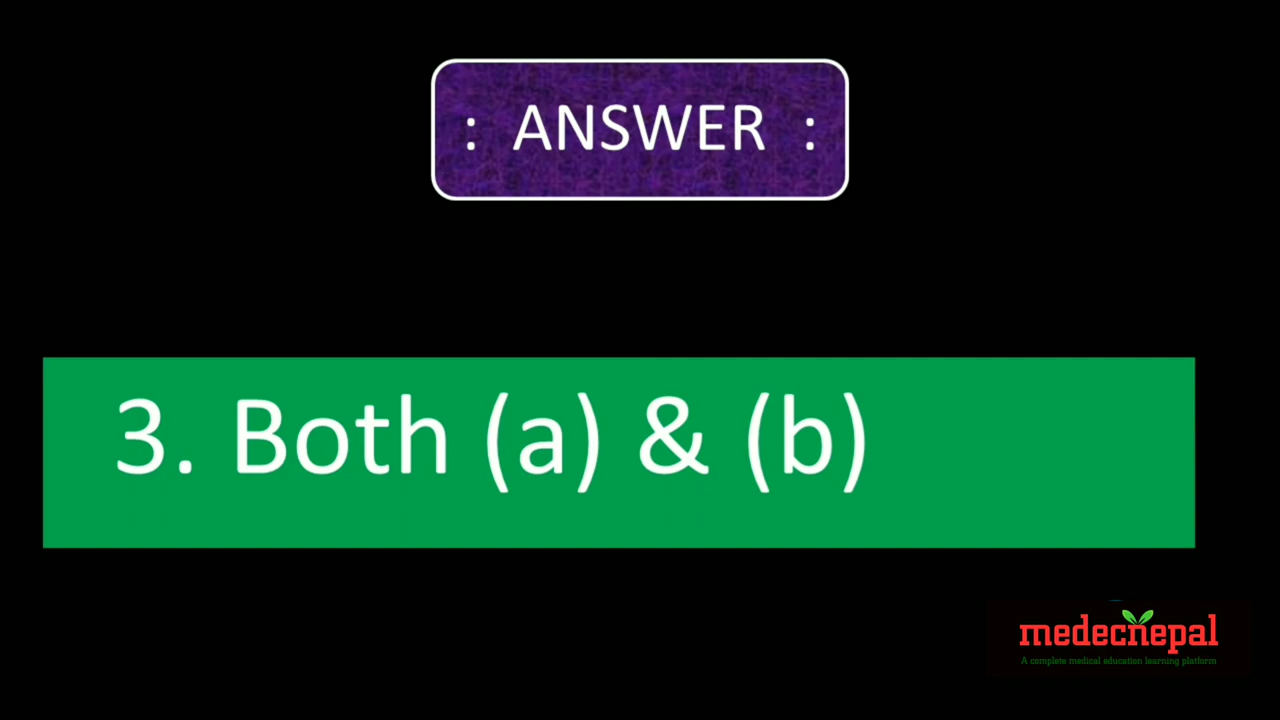 : ANSWER :
3. Both (a) & (b)
medecnepal
A complete medical education learning platform